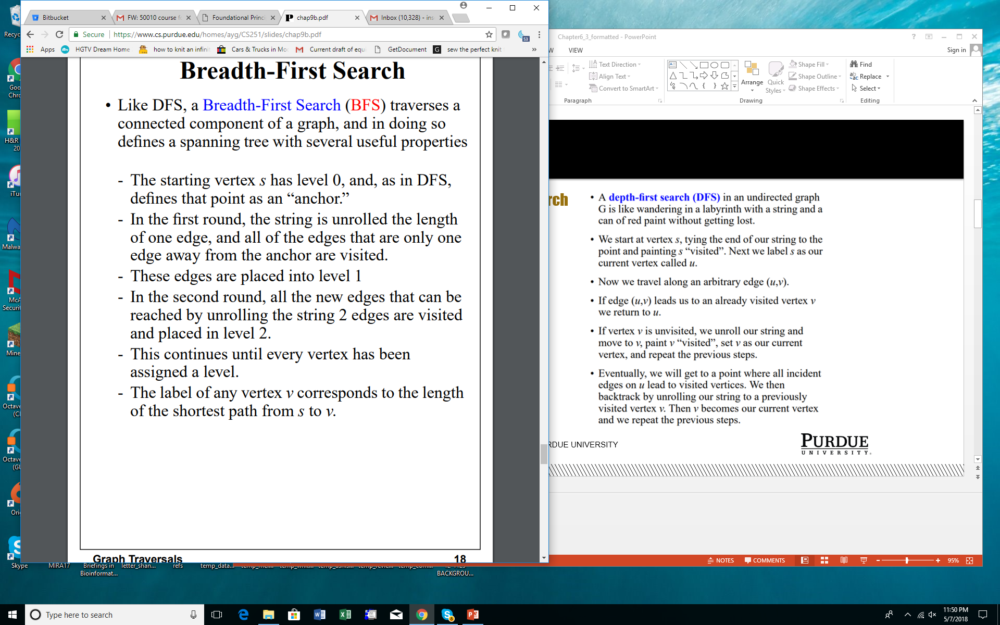 Bitbucket
FW: 50010 course f
Foundational Princi
chap9b.pdf
Inbox (10,328) - ins
Secure
https://www.cs.purdue.edu/homes/ayg/CS251/slides/chap9b.pdf
53
Apps
HGTV Dream Home
how to knit an infinit
Cars & Trucks in Mo
Current draft of equ
GetDocument
sew the perfect knit
»
Breadth-First Search
• Like DFS, a Breadth-First Search (BFS) traverses a
connected component of a graph, and in doing so
defines a spanning tree with several useful properties
- The starting vertex s has level 0, and, as in DFS,
defines that point as an “anchor.”
- In the first round, the string is unrolled the length
of one edge, and all of the edges that are only one
edge away from the anchor are visited.
- These edges are placed into level 1
- In the second round, all the new edges that can be
reached by unrolling the string 2 edges are visited
and placed in level 2.
- This continues until every vertex has been
assigned a level.
- The label of any vertex v corresponds to the length
of the shortest path from s to v.
Graph Traversals
18
Chapter6_3_formatted - PowerPoint
W
VIEW
Sign in
Text Direction
Align Text
Convert to SmartArt
Paragraph
Arrange
Quick
Styles
Shape Fill
Shape Outline
Shape Effects
Drawing
Find
Replace
Select
Editing
rch
• A depth-first search (DFS) in an undirected graph
G is like wandering in a labyrinth with a string and a
can of red paint without getting lost.
• We start at vertex s, tying the end of our string to the
point and painting s “visited”. Next we label s as our
current vertex called u.
• Now we travel along an arbitrary edge (u,v).
• If edge (u,v) leads us to an already visited vertex v
we return to u.
• If vertex v is unvisited, we unroll our string and
move to v, paint v “visited”, set v as our current
vertex, and repeat the previous steps.
• Eventually, we will get to a point where all incident
edges on u lead to visited vertices. We then
backtrack by unrolling our string to a previously
visited vertex v. Then v becomes our current vertex
and we repeat the previous steps.
RDUE UNIVERSITY
PURDUE
UNIVERSITY
NOTES
COMMENTS
95%
Recyc
Goo
Chro
H&R
20
iTu
Malwa
McA
Securit
Mine
Octave
(Cl
Octave
(GU
Orig
Skype
MIRA17
Briefings in
Bioinformat...
letter_shan...
refs
temp_data...
BACKGROU...
Type here to search
11:50 PM
5/7/2018